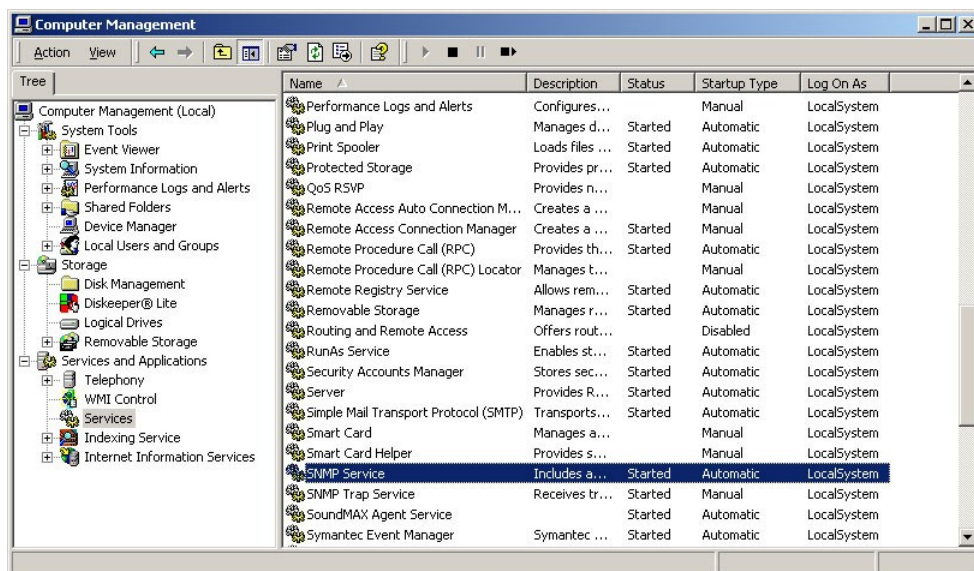 Computer Management
Action View
Tree
Computer Management (Local)
System Tools
Event Viewer
System Information
Performance Logs and Alerts
Shared Folders
Device Manager
Local Users and Groups
Storage
Disk Management
Diskeeper® Lite
Logical Drives
Removable Storage
Services and Applications
Telephony
WMI Control
Services
Indexing Service
Internet Information Services
Name Description Status Startup Type Log On As
Performance Logs and Alerts Configures... Manual LocalSystem
Plug and Play Manages d... Started Automatic LocalSystem
Print Spooler Loads files ... Started Automatic LocalSystem
Protected Storage Provides pr... Started Automatic LocalSystem
QoS RSVP Provides n... Manual LocalSystem
Remote Access Auto Connection M... Creates a ... Manual LocalSystem
Remote Access Connection Manager Creates a ... Started Manual LocalSystem
Remote Procedure Call (RPC) Provides th... Started Automatic LocalSystem
Remote Procedure Call (RPC) Locator Manages t... Manual LocalSystem
Remote Registry Service Allows rem... Started Automatic LocalSystem
Removable Storage Manages r... Started Automatic LocalSystem
Routing and Remote Access Offers rout... Disabled LocalSystem
RunAs Service Enables st... Started Automatic LocalSystem
Security Accounts Manager Stores sec... Started Automatic LocalSystem
Server Provides R... Started Automatic LocalSystem
Simple Mail Transport Protocol (SMTP) Transports... Started Automatic LocalSystem
Smart Card Manages a... Manual LocalSystem
Smart Card Helper Provides s... Manual LocalSystem
SNMP Service Includes a... Started Automatic LocalSystem
SNMP Trap Service Receives tr... Started Manual LocalSystem
SoundMAX Agent Service Started Automatic LocalSystem
Symantec Event Manager Symantec ... Started Automatic LocalSystem